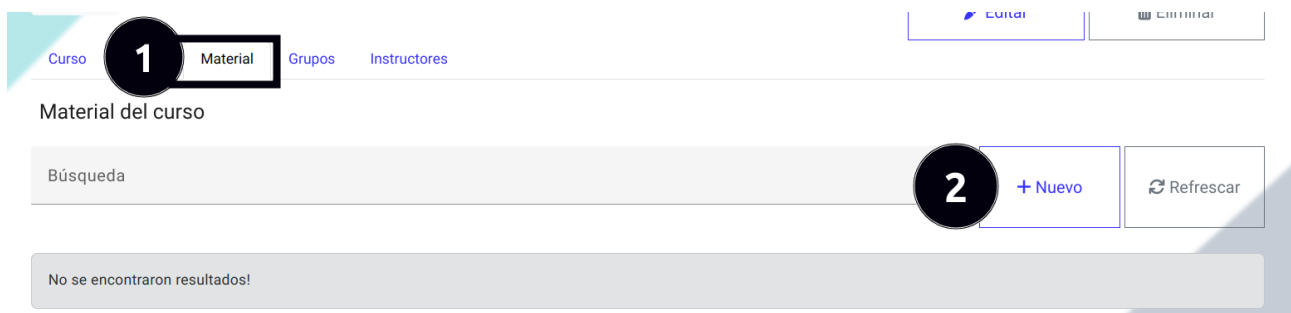 Editar Eliminar
Curso 1 Material Grupos Instructores
Material del curso
Búsqueda 2 + Nuevo Refrescar
No se encontraron resultados!